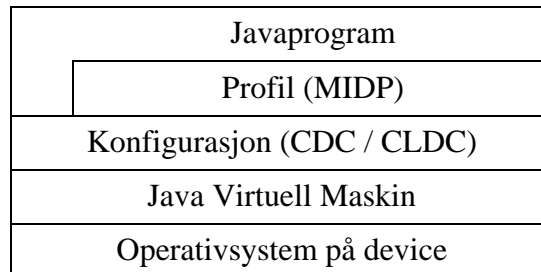 Javaprogram
Profil (MIDP)
Konfigurasjon (CDC / CLDC)
Java Virtuell Maskin
Operativsystem på device